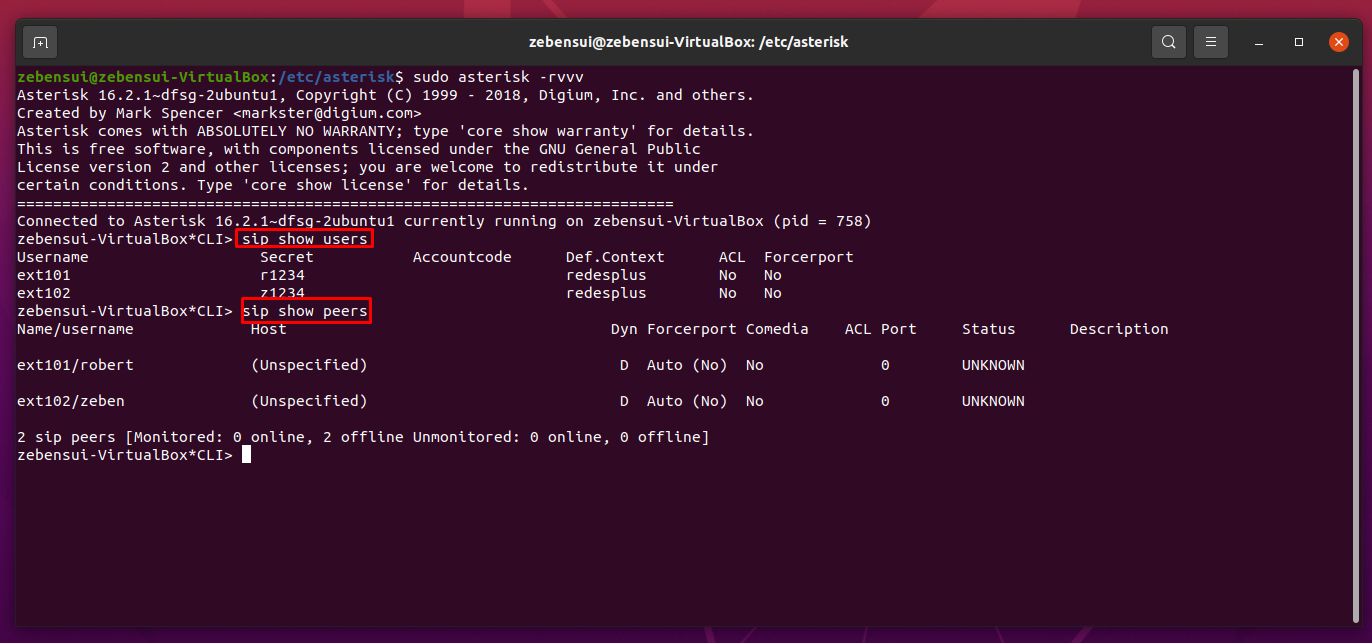 zebensui@zebensui-VirtualBox: /etc/asterisk
zebensui@zebensui-VirtualBox:/etc/asterisk$ sudo asterisk -rvvv
Asterisk 16.2.1~dfsg-2ubuntu1, Copyright (C) 1999 - 2018, Digium, Inc. and others.
Created by Mark Spencer <markster@digium.com>
Asterisk comes with ABSOLUTELY NO WARRANTY; type 'core show warranty' for details.
This is free software, with components licensed under the GNU General Public
License version 2 and other licenses; you are welcome to redistribute it under
certain conditions. Type 'core show license' for details.
=========================================================================
Connected to Asterisk 16.2.1~dfsg-2ubuntu1 currently running on zebensui-VirtualBox (pid = 758)
zebensui-VirtualBox*CLI> sip show users
Username                   Secret           Accountcode      Def.Context      ACL  Forcerport
ext101                     r1234                             redesplus        No   No
ext102                     z1234                             redesplus        No   No
zebensui-VirtualBox*CLI> sip show peers
Name/username             Host                                    Dyn Forcerport Comedia    ACL Port     Status      Description
ext101/robert             (Unspecified)                            D  Auto (No)  No             0        UNKNOWN
ext102/zeben              (Unspecified)                            D  Auto (No)  No             0        UNKNOWN
2 sip peers [Monitored: 0 online, 2 offline Unmonitored: 0 online, 0 offline]
zebensui-VirtualBox*CLI>